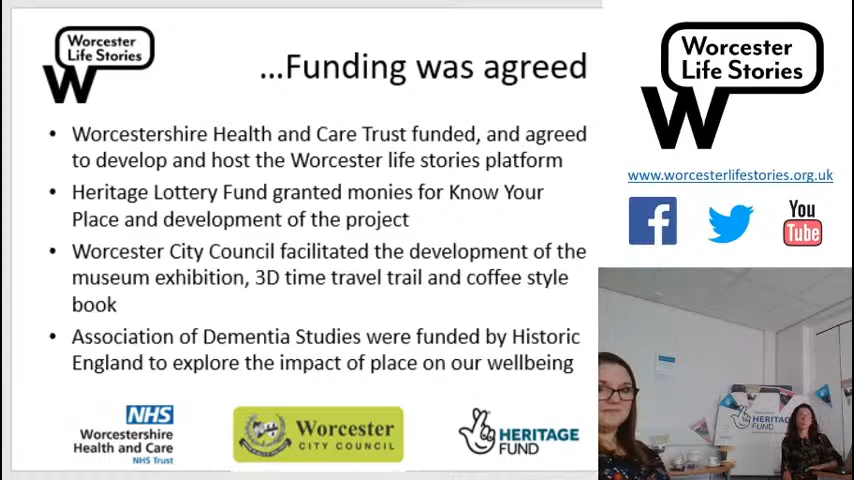 Worcester
Life Stories
W
...Funding was agreed
• Worcestershire Health and Care Trust funded, and agreed
to develop and host the Worcester life stories platform
• Heritage Lottery Fund granted monies for Know Your
Place and development of the project
• Worcester City Council facilitated the development of the
museum exhibition, 3D time travel trail and coffee style
book
• Association of Dementia Studies were funded by Historic
England to explore the impact of place on our wellbeing
NHS
Worcestershire
Health and Care
NHS Trust
Worcester
CITY COUNCIL
HERITAGE
FUND
Worcester
Life Stories
W
www.worcesterlifestories.org.uk
f
You
Tube
HERITAGE
FUND